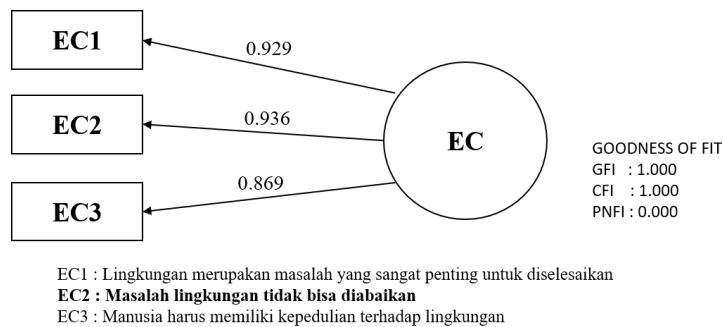 EC1
0.929
EC2
0.936
EC
EC3
0.869
GOODNESS OF FIT
GFI : 1.000
CFI : 1.000
PNFI : 0.000
EC1 : Lingkungan merupakan masalah yang sangat penting untuk diselesaikan
EC2 : Masalah lingkungan tidak bisa diabaikan
EC3 : Manusia harus memiliki kepedulian terhadap lingkungan